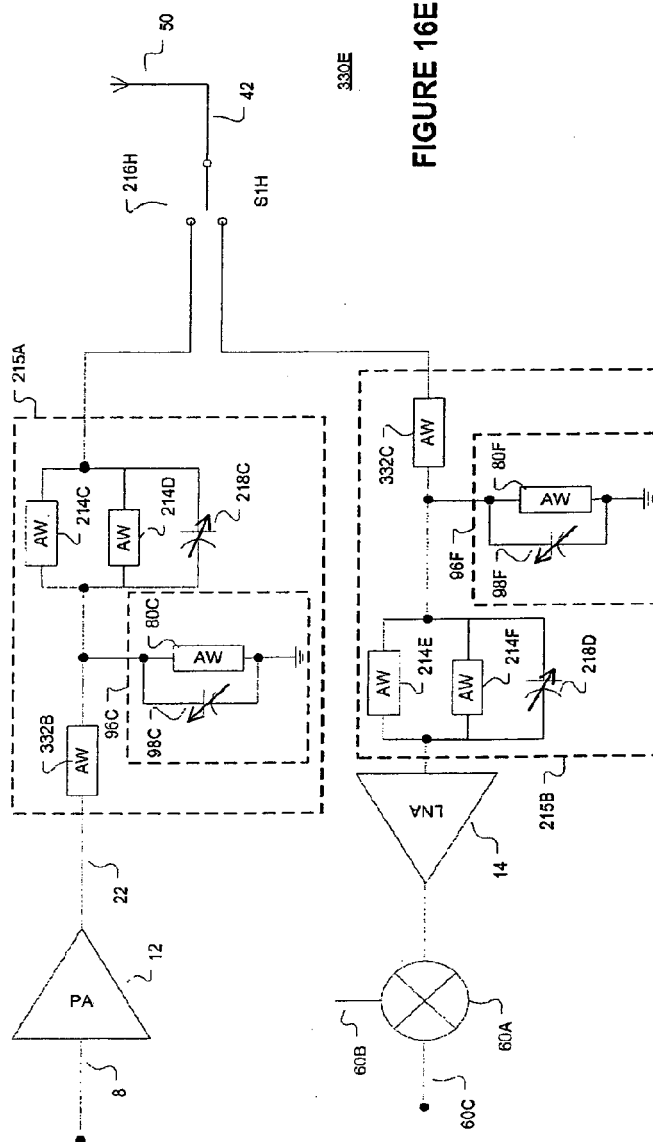 8
PA
12
22
215A
332B
AW
96C
98C
80C
AW
AW
214C
AW
214D
218C
216H
S1H
42
50
330E
FIGURE 16E
60C
60B
60A
LNA
14
215B
AW
214E
AW
214F
218D
332C
AW
96F
98F
80F
AW